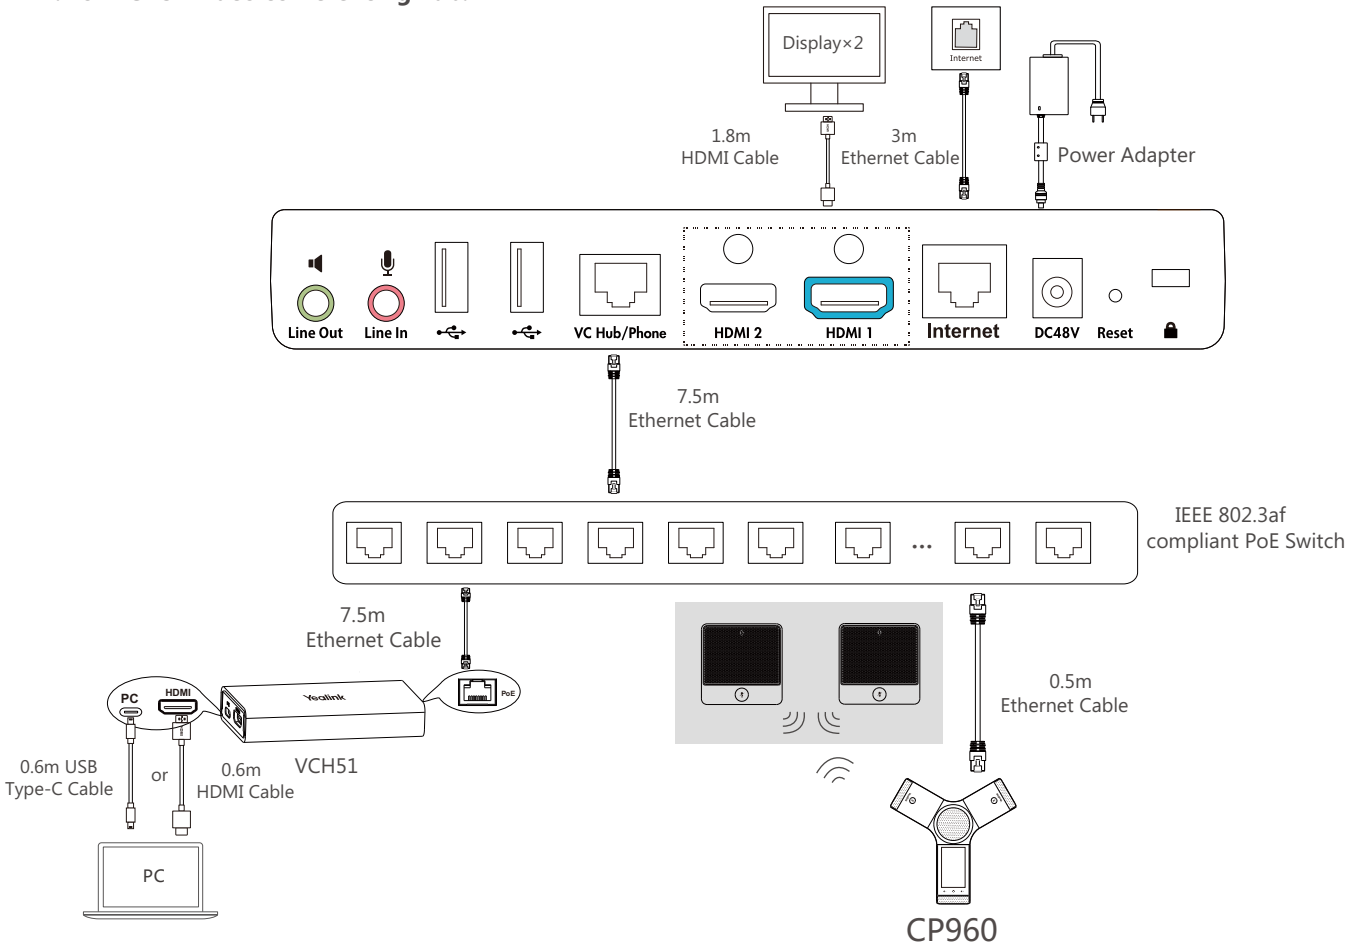 Display×2
Internet
1.8m
HDMI Cable
3m
Ethernet Cable
Power Adapter
Line Out
Line In
VC Hub/Phone
HDMI 2
HDMI 1
Internet
DC48V
Reset
7.5m
Ethernet Cable
IEEE 802.3af
compliant PoE Switch
...
7.5m
Ethernet Cable
PC
HDMI
Yealink
PoE
VCH51
0.5m
Ethernet Cable
0.6m USB
Type-C Cable
or
0.6m
HDMI Cable
PC
CP960